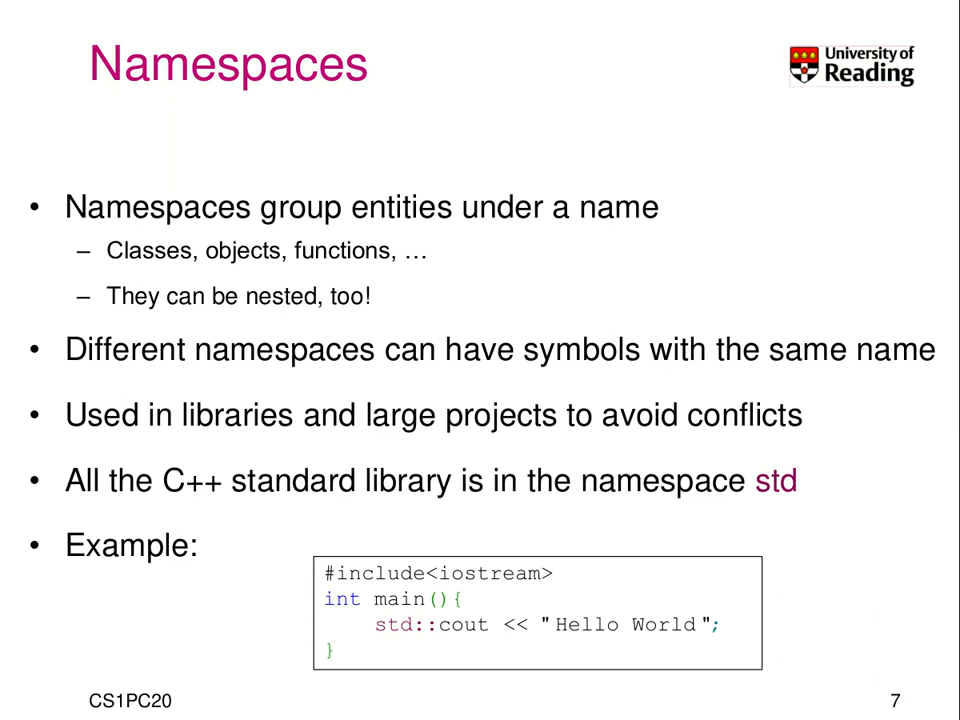 Namespaces
University of
Reading
• Namespaces group entities under a name
– Classes, objects, functions, …
– They can be nested, too!
• Different namespaces can have symbols with the same name
• Used in libraries and large projects to avoid conflicts
• All the C++ standard library is in the namespace std
• Example:
#include<iostream>
int main(){
    std::cout << "Hello World";
}
CS1PC20
7